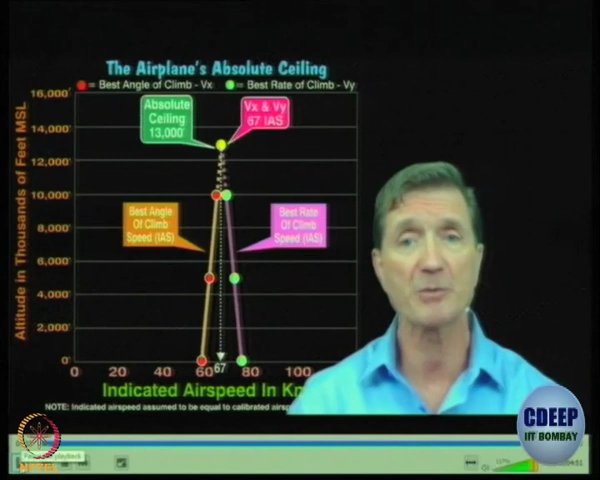 The Airplane's Absolute Ceiling
= Best Angle of Climb - Vx = Best Rate of Climb - Vy
16,000'
14,000'
12,000'
10,000'
8,000'
6,000'
4,000'
2,000'
0'
Altitude in Thousands of Feet MSL
Absolute
Ceiling
13,000'
Vx & Vy
67 IAS
Best Angle
Of Climb
Speed (IAS)
Best Rate
Of Climb
Speed (IAS)
0 20 40 60 67 80 100
Indicated Airspeed In Kn
NOTE: Indicated airspeed assumed to be equal to calibrated airsp
CDEEP
IIT BOMBAY
NPTEL
117%